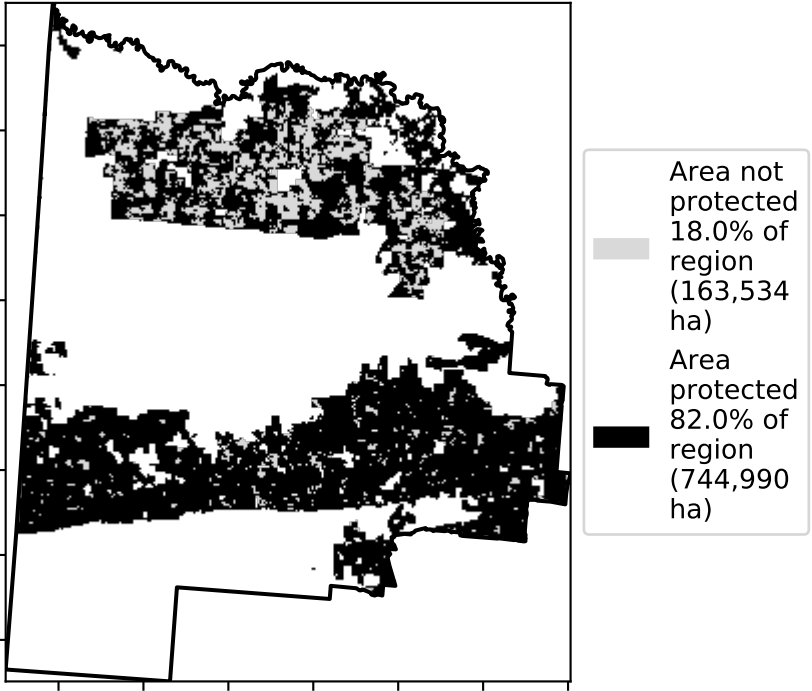 Area not
protected
18.0% of
region
(163,534
ha)
Area
protected
82.0% of
region
(744,990
ha)